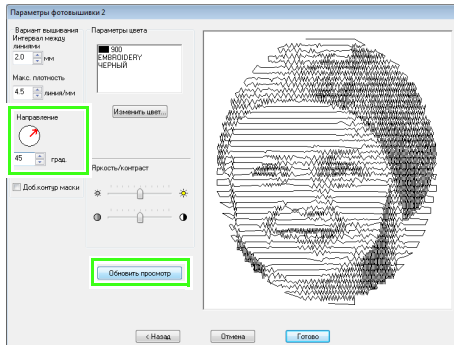 Параметры фотовышивки 2
Вариант вышивания
Интервал между
линиями
2.0 мм
Макс. плотность
4.5 линия/мм
Направление
45 град.
Доб.контур маски
Параметры цвета
900
EMBROIDERY
ЧЕРНЫЙ
Изменить цвет...
Яркость/контраст
Обновить просмотр
< Назад
Отмена
Готово